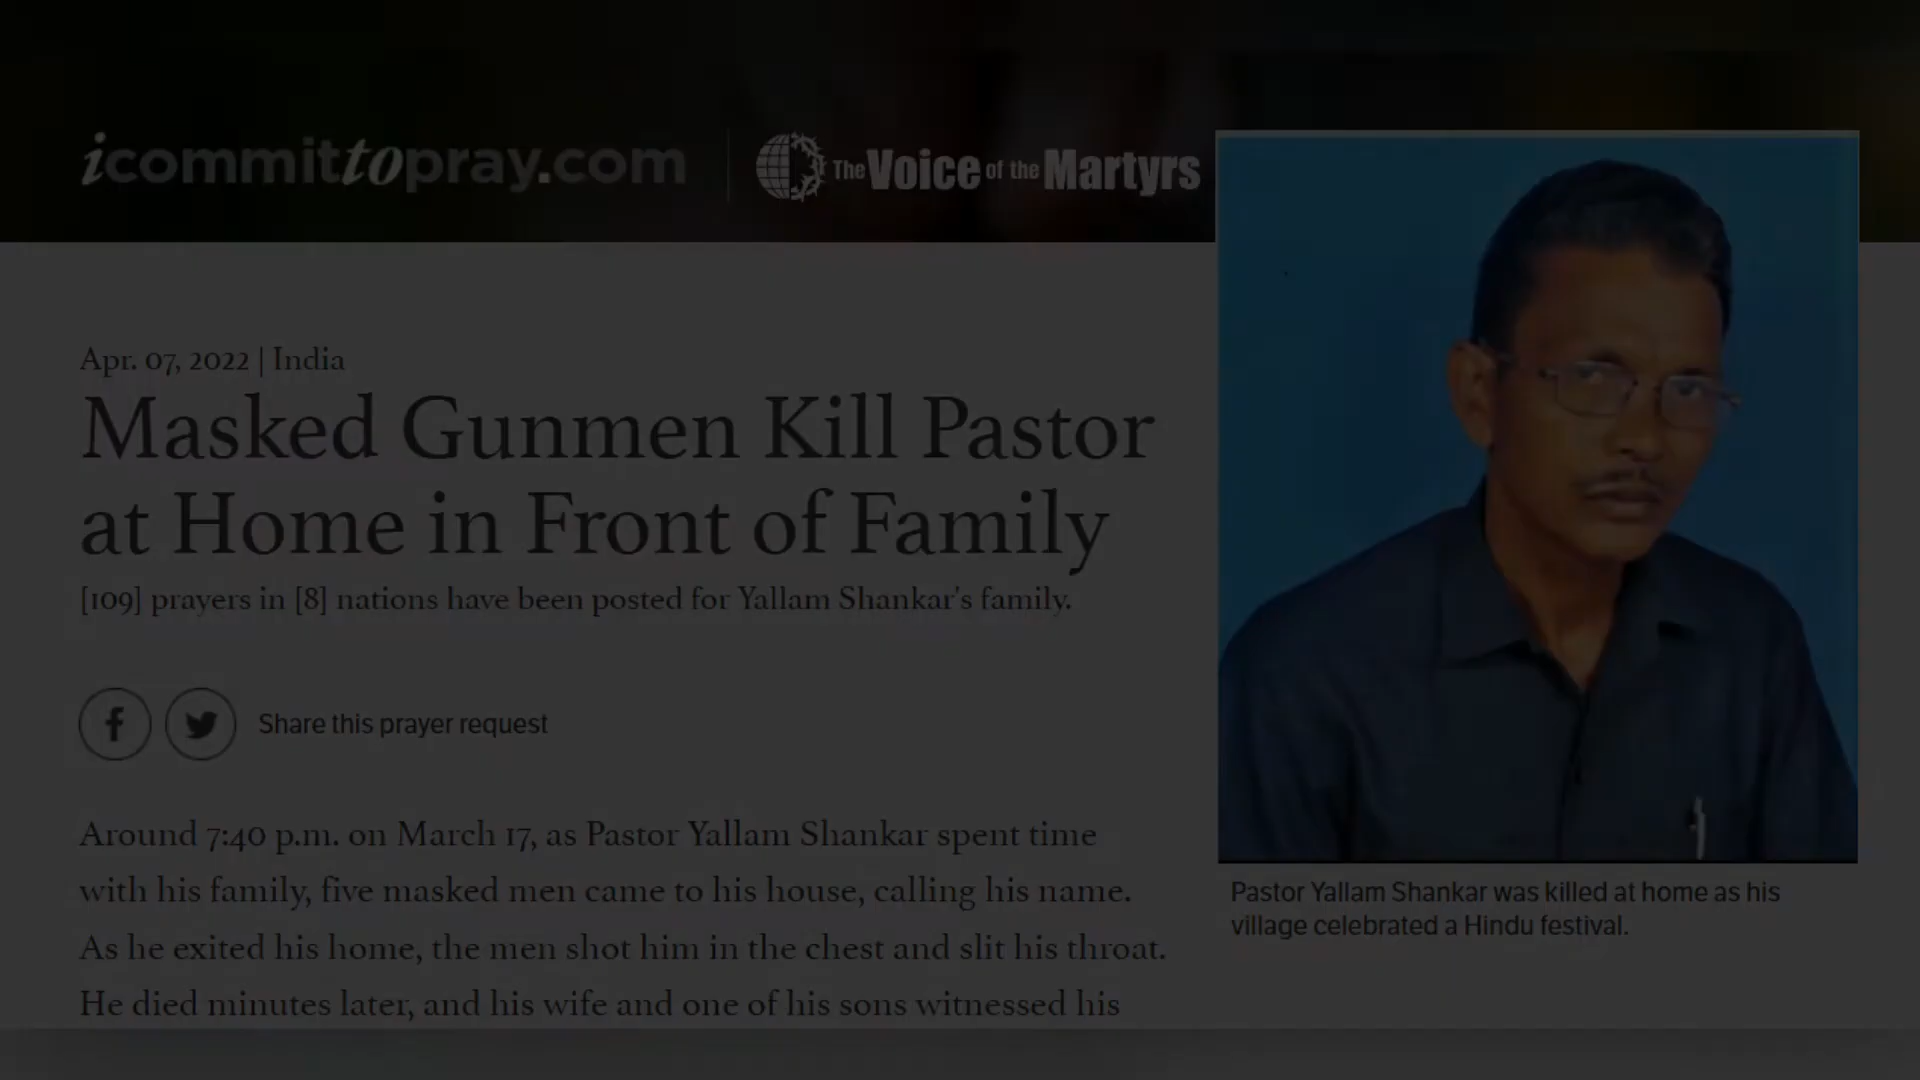 icommittopray.com
The Voice of the Martyrs
Apr. 07, 2022 | India
Masked Gunmen Kill Pastor
at Home in Front of Family
[109] prayers in [8] nations have been posted for Yallam Shankar's family.
Share this prayer request
Around 7:40 p.m. on March 17, as Pastor Yallam Shankar spent time
with his family, five masked men came to his house, calling his name.
As he exited his home, the men shot him in the chest and slit his throat.
He died minutes later, and his wife and one of his sons witnessed his
Pastor Yallam Shankar was killed at home as his
village celebrated a Hindu festival.